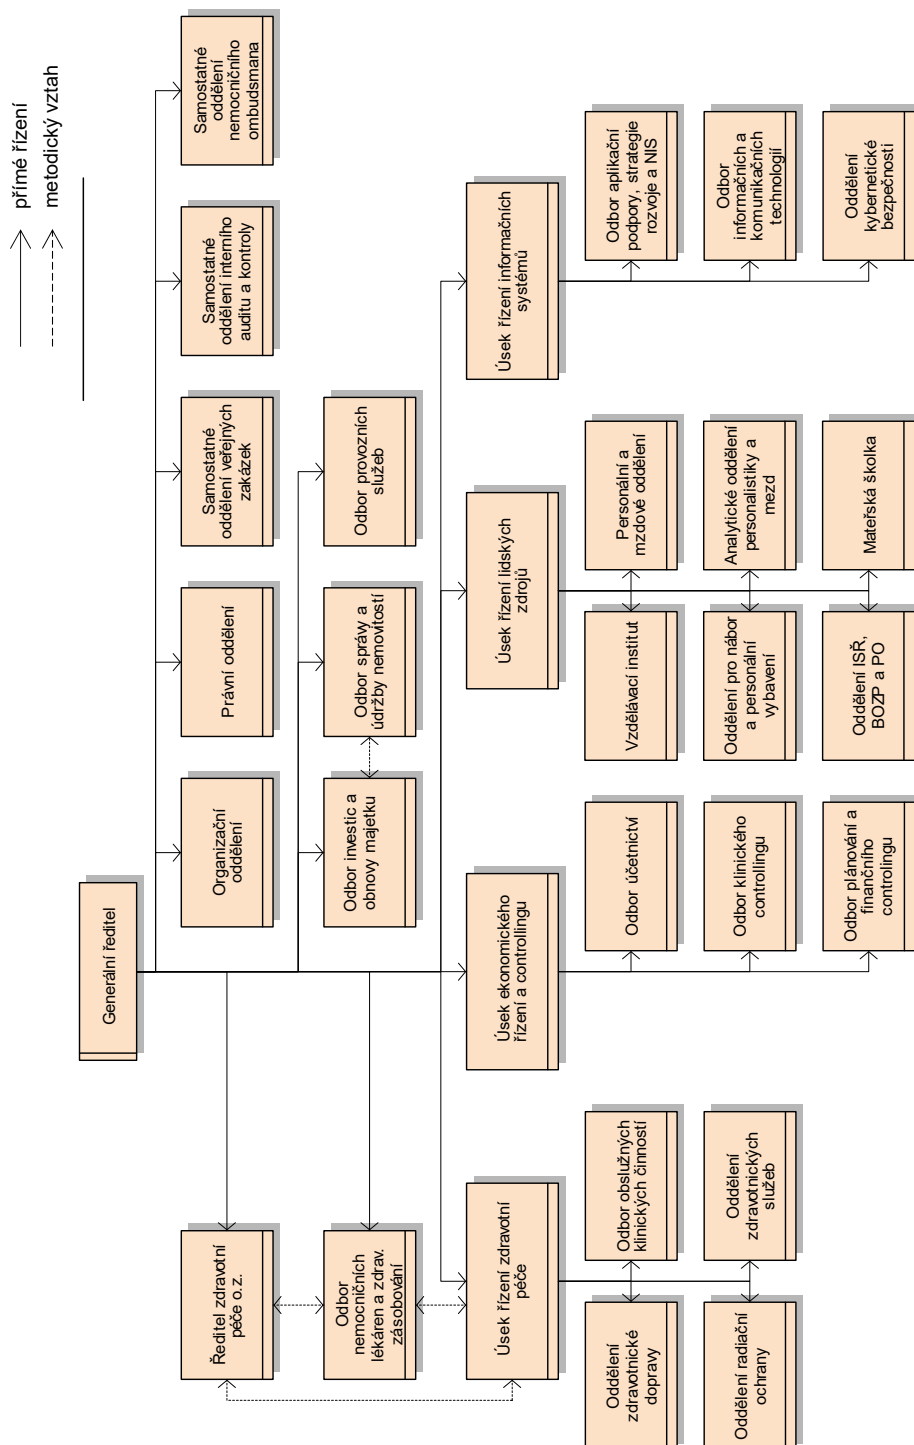 přímé řízení
metodický vztah
Generální ředitel
Organizační
oddělení
Právní oddělení
Samostatné
oddělení veřejných
zakázek
Samostatné
oddělení interního
auditu a kontroly
Samostatné
oddělení
nemocničního
ombudsmana
Ředitel zdravotní
péče o.z.
Odbor
nemocničních
lékáren a zdrav.
zásobování
Odbor investic a
obnovy majetku
Odbor správy a
údržby nemovitostí
Odbor provozních
služeb
Úsek řízení zdravotní
péče
Úsek ekonomického
řízení a controllingu
Úsek řízení lidských
zdrojů
Úsek řízení informačních
systémů
Oddělení
zdravotnické
dopravy
Odbor obslužných
klinických činností
Odbor účetnictví
Vzdělávací institut
Personální a
mzdové oddělení
Odbor aplikační
podpory, strategie
rozvoje a NIS
Oddělení radiační
ochrany
Oddělení
zdravotnických
služeb
Odbor klinického
controllingu
Oddělení pro nábor
a personální
vybavení
Analytické oddělení
personalistiky a
mezd
Odbor
informačních a
komunikačních
technologií
Odbor plánování a
finančního
controllingu
Oddělení ISŘ,
BOZP a PO
Mateřská školka
Oddělení
kybernetické
bezpečnosti